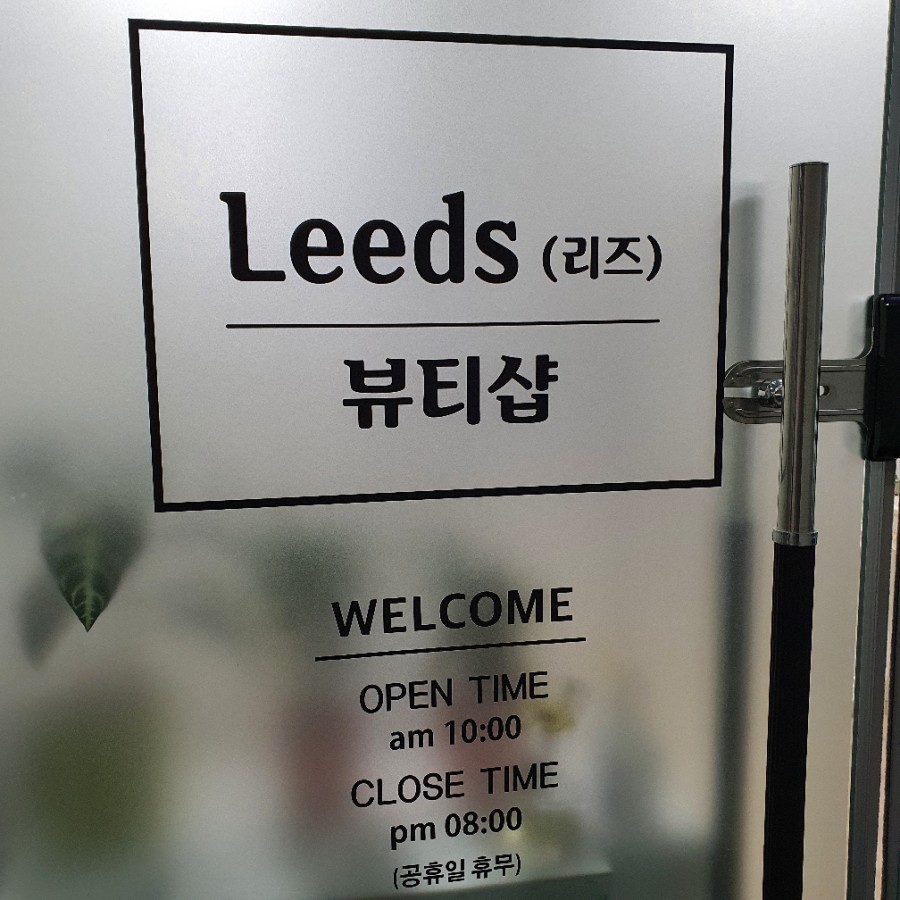 Leeds (리즈)
뷰티샵
WELCOME
OPEN TIME
am 10:00
CLOSE TIME
pm 08:00
(공휴일 휴무)